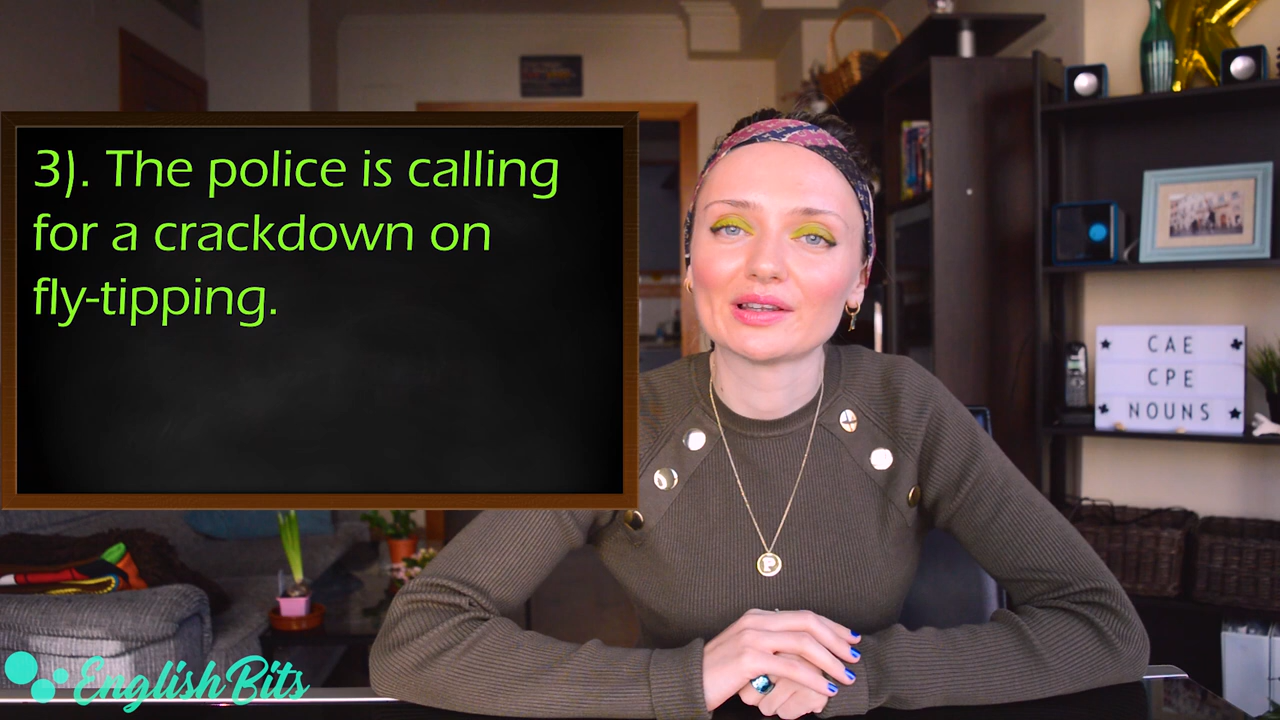 3). The police is calling
for a crackdown on
fly-tipping.
CAE
CPE
NOUNS
P
EnglishBits